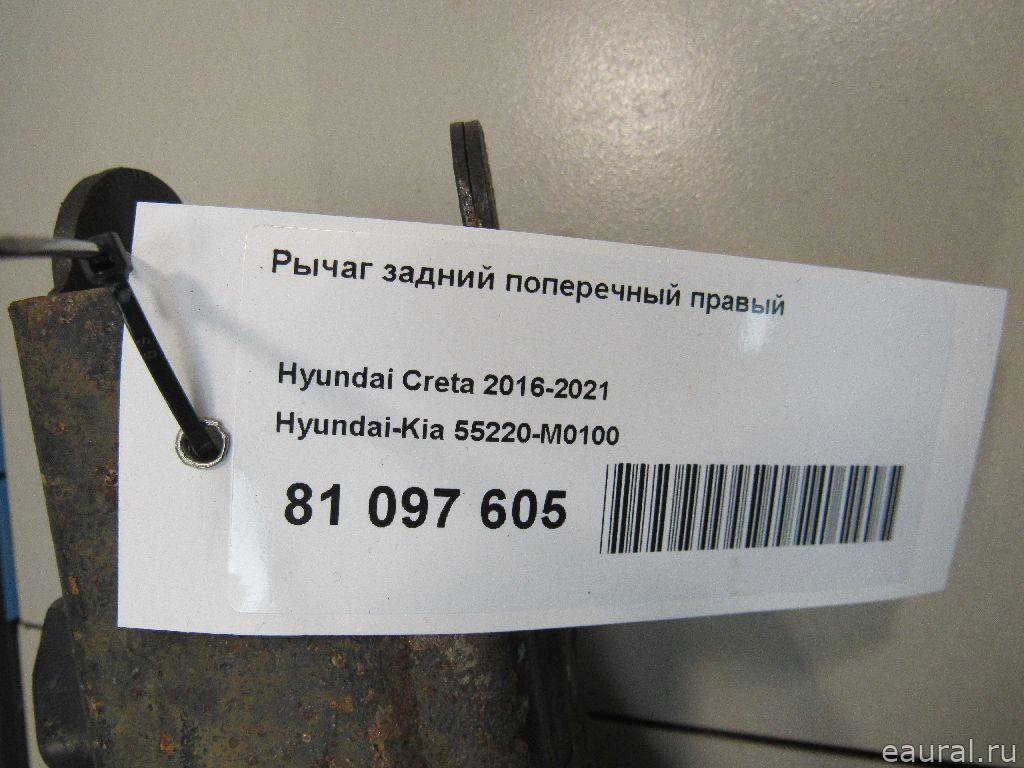 Рычаг задний поперечный правый
Hyundai Creta 2016-2021
Hyundai-Kia 55220-M0100
81 097 605
eaural.ru